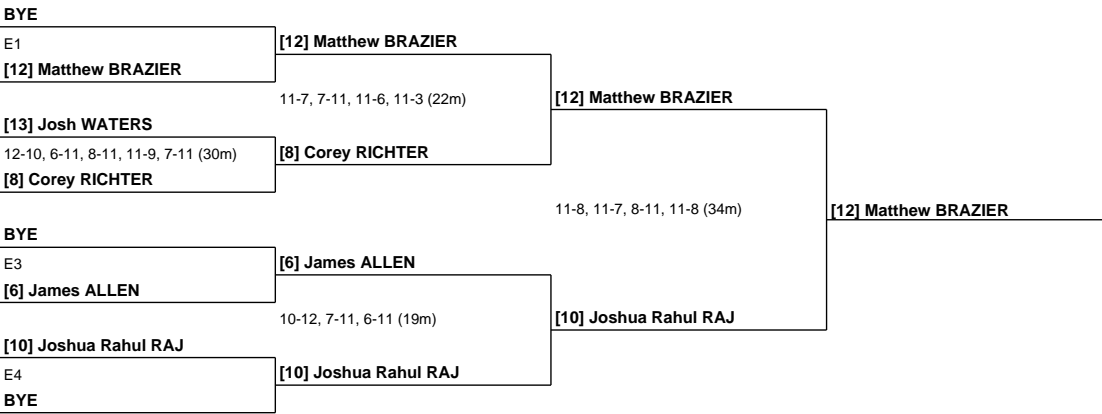 BYE
E1
[12] Matthew BRAZIER
[12] Matthew BRAZIER
11-7, 7-11, 11-6, 11-3 (22m)
[12] Matthew BRAZIER
[13] Josh WATERS
12-10, 6-11, 8-11, 11-9, 7-11 (30m)
[8] Corey RICHTER
[8] Corey RICHTER
11-8, 11-7, 8-11, 11-8 (34m)
[12] Matthew BRAZIER
BYE
E3
[6] James ALLEN
[6] James ALLEN
10-12, 7-11, 6-11 (19m)
[10] Joshua Rahul RAJ
[10] Joshua Rahul RAJ
E4
[10] Joshua Rahul RAJ
BYE